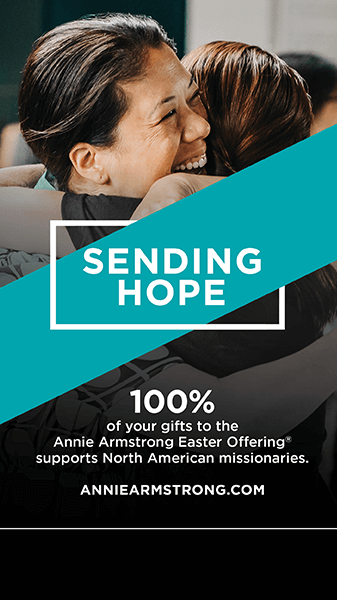 SENDING
HOPE
100%
of your gifts to the
Annie Armstrong Easter Offering®
supports North American missionaries.
ANNIEARMSTRONG.COM